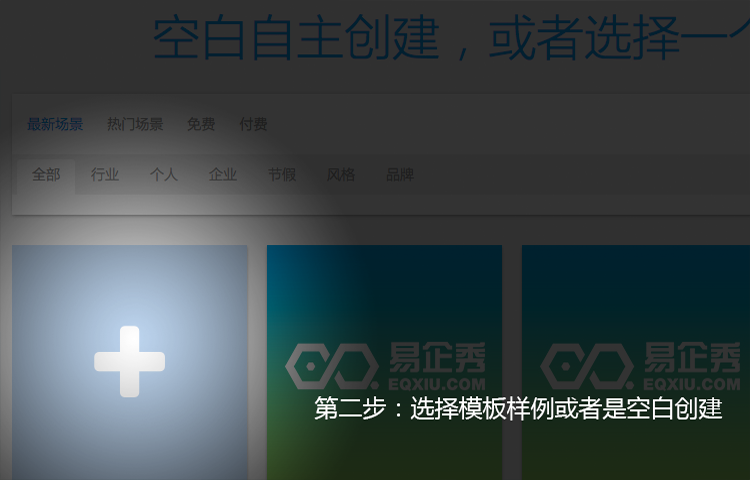 空白自主创建，或者选择一个
最新场景 热门场景 免费 付费
全部 行业 个人 企业 节假 风格 品牌
易企秀 易企秀
EQXIU.COM EQXIU.COM
第二步：选择模板样例或者是空白创建